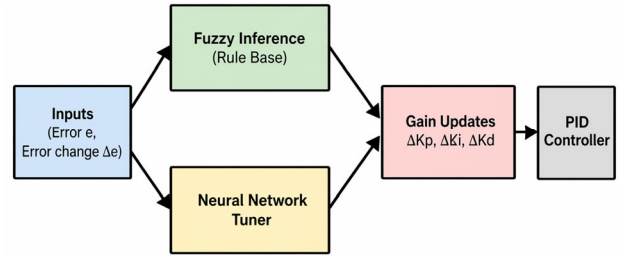 Fuzzy Inference
(Rule Base)
Inputs
(Error e,
Error change Δe)
Gain Updates
ΔKp, ΔKi, ΔKd
PID
Controller
Neural Network
Tuner